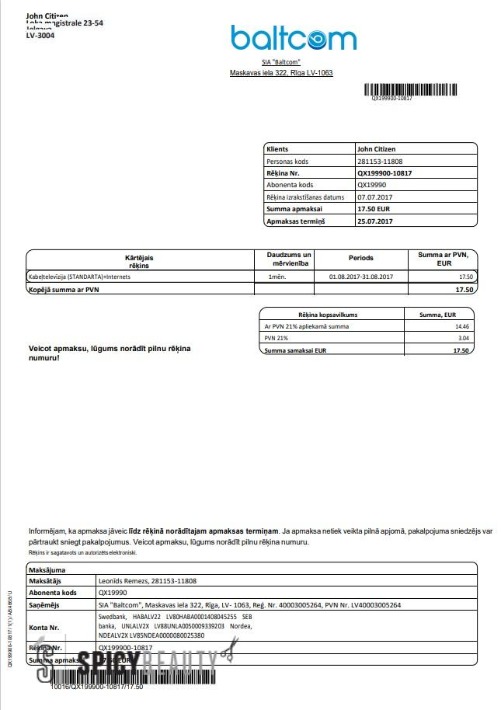 John Citizen
magistrale 23-54
LV-3004
baltcom
SIA "Baltcom"
Maskavas iela 322, Rīga LV-1063
QX199900-10817
Klients John Citizen
Personas kods 281153-11808
Rēķina Nr. QX199900-10817
Abonenta kods QX19990
Rēķina izrakstīšanas datums 07.07.2017
Summa apmaksai 17.50 EUR
Apmaksas termiņš 25.07.2017
Kārtējais rēķins Daudzums un mērvienība Periods Summa ar PVN, EUR
Kabeļtelevīzija (STANDARTA)+Internets 1mēn. 01.08.2017-31.08.2017 17.50
Kopējā summa ar PVN 17.50
Rēķina kopsavilkums Summa, EUR
Ar PVN 21% apliekamā summa 14.46
PVN 21% 3.04
Summa samaksai EUR 17.50
Veicot apmaksu, lūgums norādīt pilnu rēķina
numuru!
Informējam, ka apmaksa jāveic līdz rēķinā norādītajam apmaksas termiņam. Ja apmaksa netiek veikta pilnā apjomā, pakalpojuma sniedzējs var
pārtraukt sniegt pakalpojumus. Veicot apmaksu, lūgums norādīt pilnu rēķina numuru.
Rēķins ir sagatavots un autorizēts elektroniski.
Maksājuma
Maksātājs Leonīds Remezs, 281153-11808
Abonenta kods QX19990
Saņēmējs SIA "Baltcom", Maskavas iela 322, Rīga, LV- 1063, Reģ. Nr. 40003005264, PVN Nr. LV40003005264
Konta Nr. Swedbank, HABALV22 LV80HABA0001408045255 SEB
banka, UNLALV2X LV88UNLA0050009339203 Nordea,
NDEALV2X LV85NDEA0000080025380
Rēķina Nr. QX199900-10817
Summa apmaksai 17.50 EUR
SPICYBEAUTY
10016/QX199900-10817/17.50